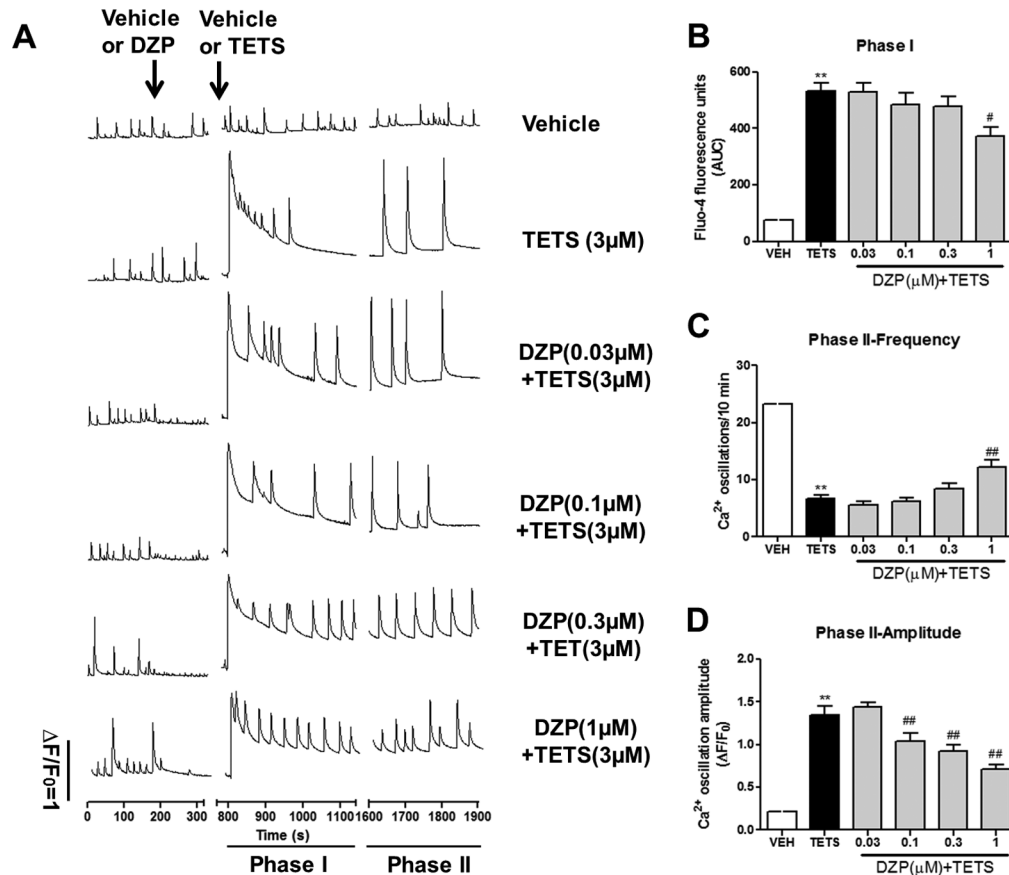 A
Vehicle
or DZP
Vehicle
or TETS
Vehicle
TETS (3µM)
DZP(0.03µM)
+TETS(3µM)
DZP(0.1µM)
+TETS(3µM)
DZP(0.3µM)
+TET(3µM)
DZP(1µM)
+TETS(3µM)
ΔF/F0=1
0 100 200 300 800 900 1000 1100 1600 1700 1800 1900
Time (s)
Phase I Phase II
B
Phase I
Fluo-4 fluorescence units
(AUC)
600
400
200
0
**
#
VEH TETS 0.03 0.1 0.3 1
DZP(μM)+TETS
C
Phase II-Frequency
Ca2+ oscillations/10 min
30
20
10
0
**
##
VEH TETS 0.03 0.1 0.3 1
DZP(μM)+TETS
D
Phase II-Amplitude
Ca2+ oscillation amplitude
(ΔF/F0)
2.0
1.5
1.0
0.5
0.0
**
##
##
##
VEH TETS 0.03 0.1 0.3 1
DZP(μM)+TETS